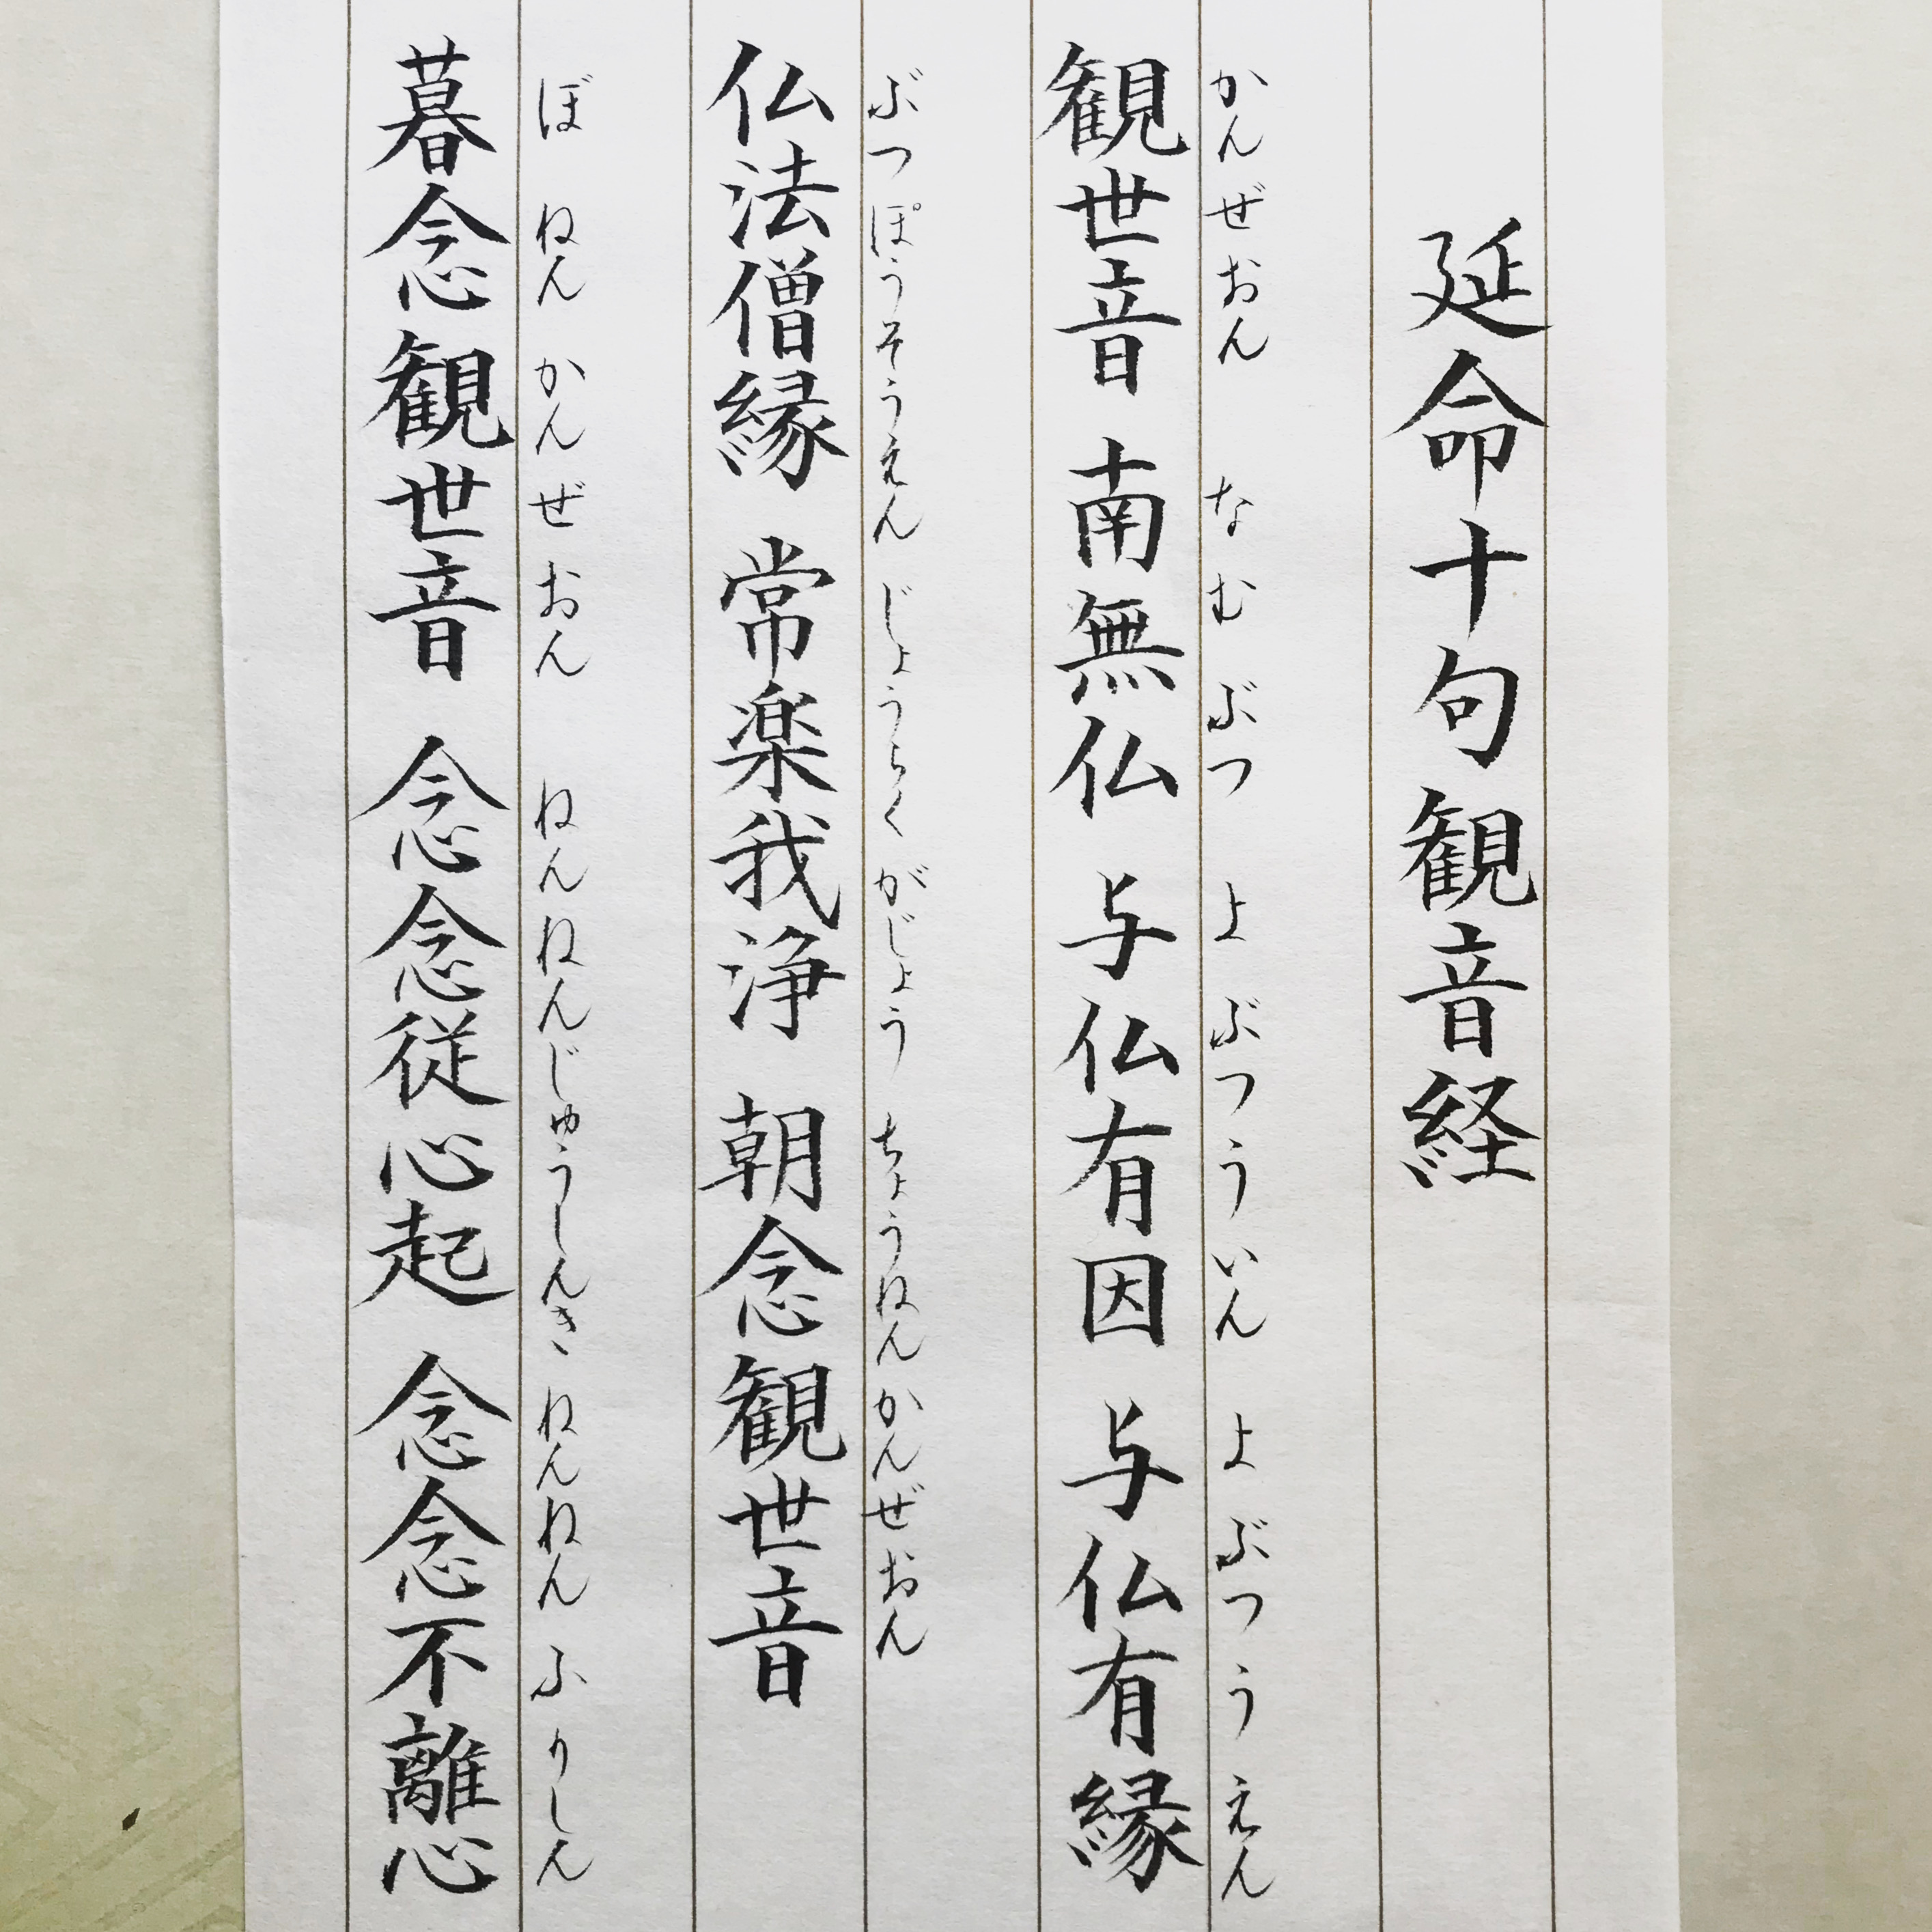 延命十句観音経
かんぜおん　なむぶつ　よぶつういん　よぶつうえん
観世音　南無仏　与仏有因　与仏有縁
ぶつぽうそうえん　じょうらくがじょう　ちょうねんかんぜおん
仏法僧縁　常楽我浄　朝念観世音
ぼねんかんぜおん　ねんねんじゅうしんき　ねんねんふりしん
暮念観世音　念念従心起　念念不離心